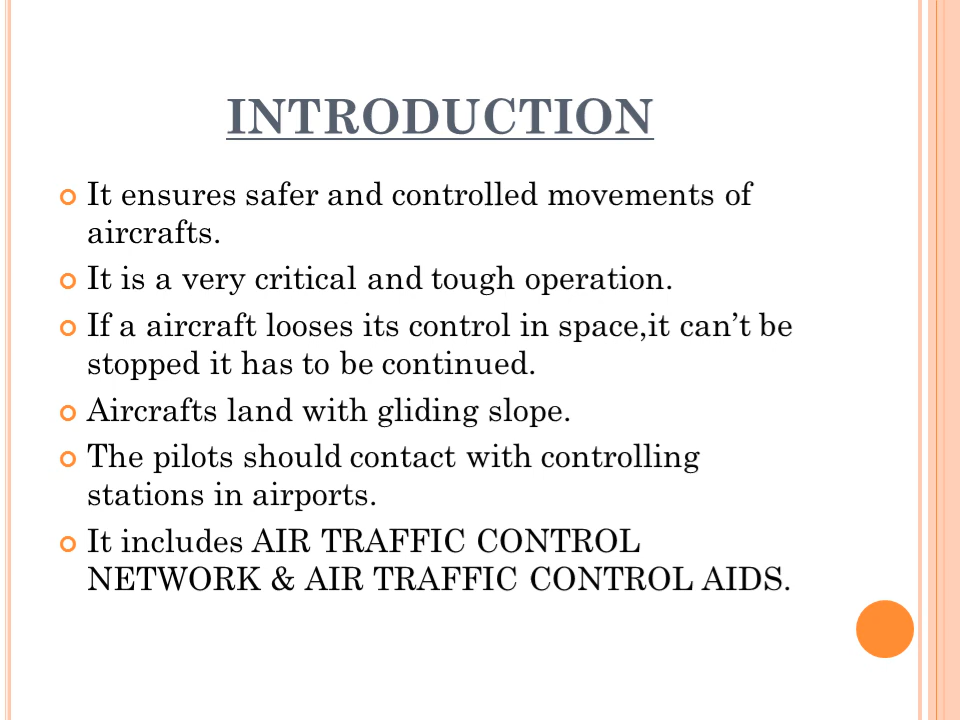 INTRODUCTION
It ensures safer and controlled movements of
aircrafts.
It is a very critical and tough operation.
If a aircraft looses its control in space,it can’t be
stopped it has to be continued.
Aircrafts land with gliding slope.
The pilots should contact with controlling
stations in airports.
It includes AIR TRAFFIC CONTROL
NETWORK & AIR TRAFFIC CONTROL AIDS.